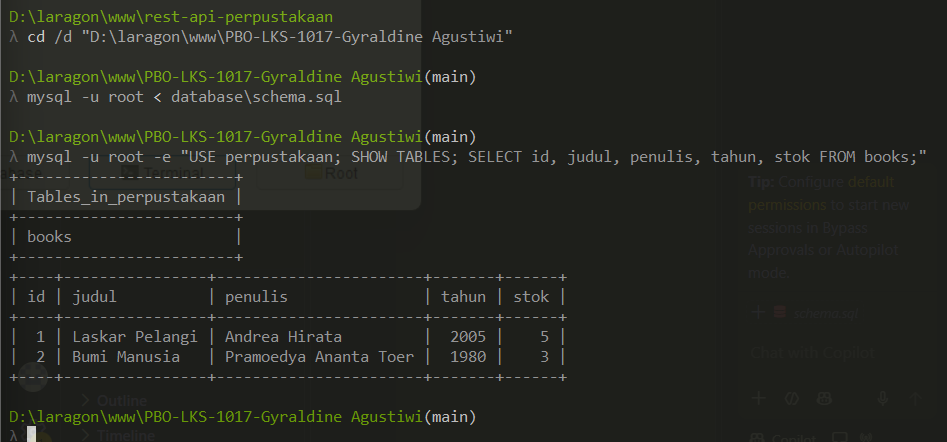 D:\laragon\www\rest-api-perpustakaan
λ cd /d "D:\laragon\www\PBO-LKS-1017-Gyraldine Agustiwi"
D:\laragon\www\PBO-LKS-1017-Gyraldine Agustiwi(main)
λ mysql -u root < database\schema.sql
D:\laragon\www\PBO-LKS-1017-Gyraldine Agustiwi(main)
λ mysql -u root -e "USE perpustakaan; SHOW TABLES; SELECT id, judul, penulis, tahun, stok FROM books;"
Terminal Root
+------------------------+
| Tables_in_perpustakaan |
+------------------------+
| books                  |
+------------------------+
+----+----------------+-----------------------+-------+------+
| id | judul          | penulis               | tahun | stok |
+----+----------------+-----------------------+-------+------+
|  1 | Laskar Pelangi | Andrea Hirata         |  2005 |    5 |
|  2 | Bumi Manusia   | Pramoedya Ananta Toer |  1980 |    3 |
+----+----------------+-----------------------+-------+------+
D:\laragon\www\PBO-LKS-1017-Gyraldine Agustiwi(main)
λ
Tip: Configure default
permissions to start new
sessions in Bypass
Approvals or Autopilot
mode.
schema.sql
Chat with Copilot
Outline
Timeline